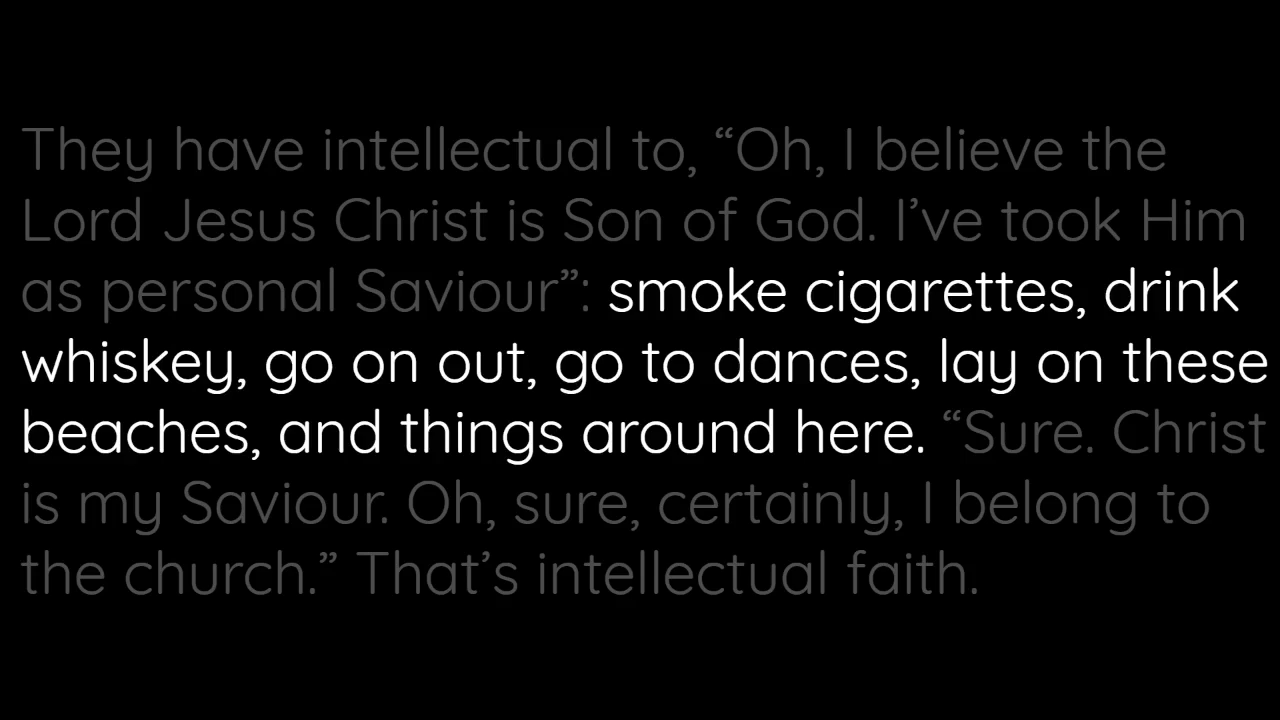 They have intellectual to, “Oh, I believe the
Lord Jesus Christ is Son of God. I’ve took Him
as personal Saviour”: smoke cigarettes, drink
whiskey, go on out, go to dances, lay on these
beaches, and things around here. “Sure. Christ
is my Saviour. Oh, sure, certainly, I belong to
the church.” That’s intellectual faith.